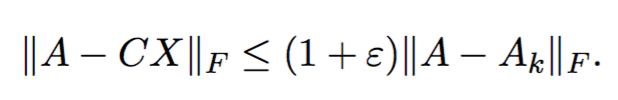 ‖A − CX‖_F ≤ (1 + ε)‖A − A_k‖_F.